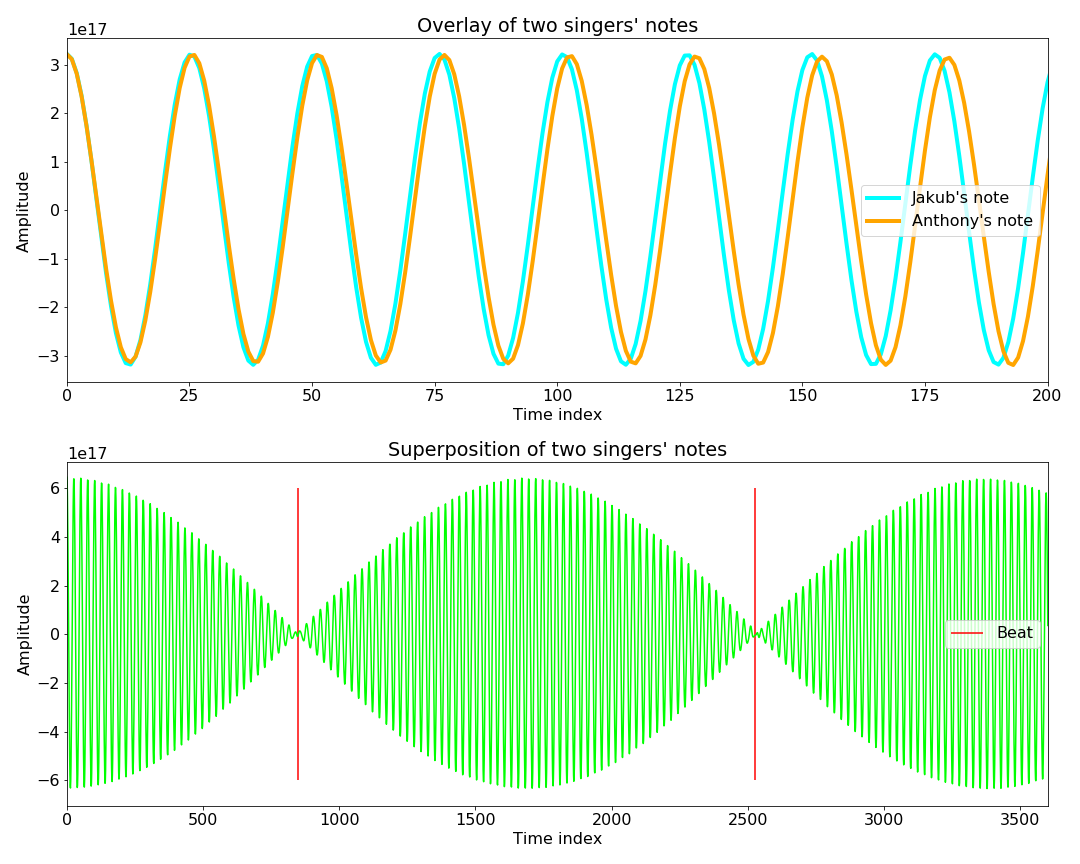 Overlay of two singers' notes
1e17
3
2
1
0
−1
−2
−3
Amplitude
Jakub's note
Anthony's note
0 25 50 75 100 125 150 175 200
Time index
Superposition of two singers' notes
1e17
6
4
2
0
−2
−4
−6
Amplitude
Beat
0 500 1000 1500 2000 2500 3000 3500
Time index